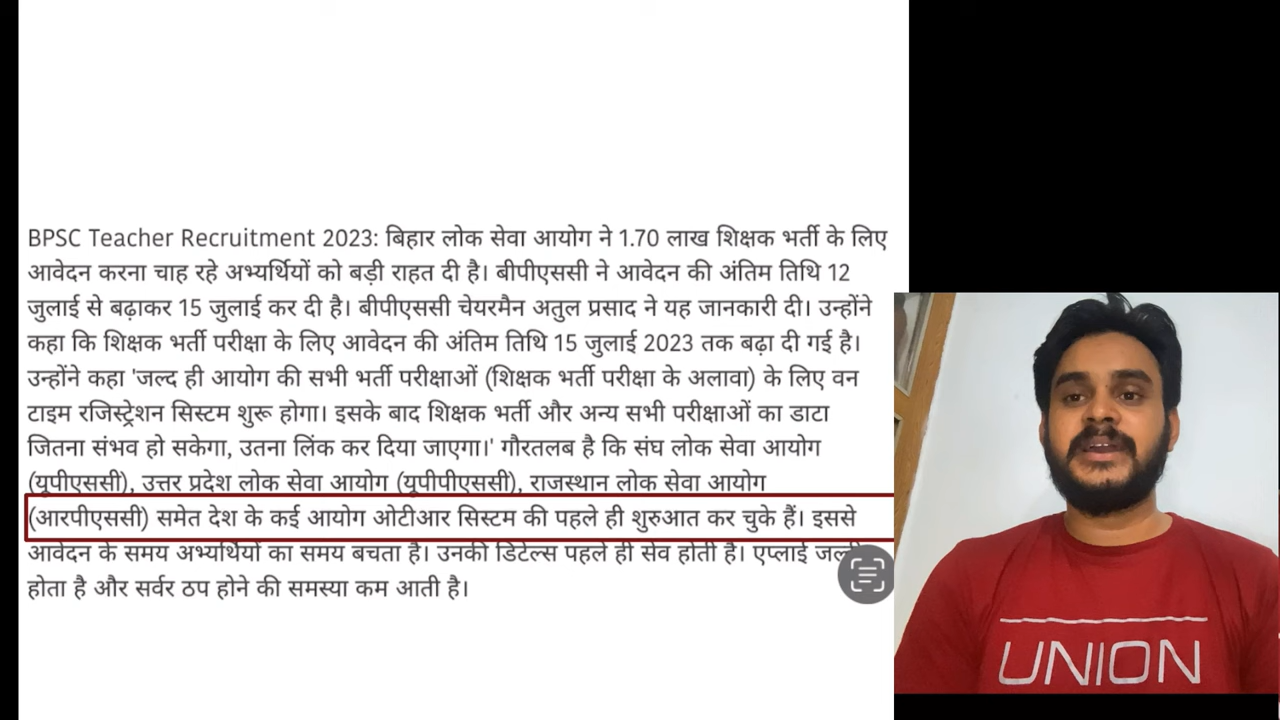 BPSC Teacher Recruitment 2023: बिहार लोक सेवा आयोग ने 1.70 लाख शिक्षक भर्ती के लिए
आवेदन करना चाह रहे अभ्यर्थियों को बड़ी राहत दी है। बीपीएससी ने आवेदन की अंतिम तिथि 12
जुलाई से बढ़ाकर 15 जुलाई कर दी है। बीपीएससी चेयरमैन अतुल प्रसाद ने यह जानकारी दी। उन्होंने
कहा कि शिक्षक भर्ती परीक्षा के लिए आवेदन की अंतिम तिथि 15 जुलाई 2023 तक बढ़ा दी गई है।
उन्होंने कहा 'जल्द ही आयोग की सभी भर्ती परीक्षाओं (शिक्षक भर्ती परीक्षा के अलावा) के लिए वन
टाइम रजिस्ट्रेशन सिस्टम शुरू होगा। इसके बाद शिक्षक भर्ती और अन्य सभी परीक्षाओं का डाटा
जितना संभव हो सकेगा, उतना लिंक कर दिया जाएगा।' गौरतलब है कि संघ लोक सेवा आयोग
(यूपीएससी), उत्तर प्रदेश लोक सेवा आयोग (यूपीपीएससी), राजस्थान लोक सेवा आयोग
(आरपीएससी) समेत देश के कई आयोग ओटीआर सिस्टम की पहले ही शुरुआत कर चुके हैं। इससे
आवेदन के समय अभ्यर्थियों का समय बचता है। उनकी डिटेल्स पहले ही सेव होती है। एप्लाई
होता है और सर्वर ठप होने की समस्या कम आती है।
UNION